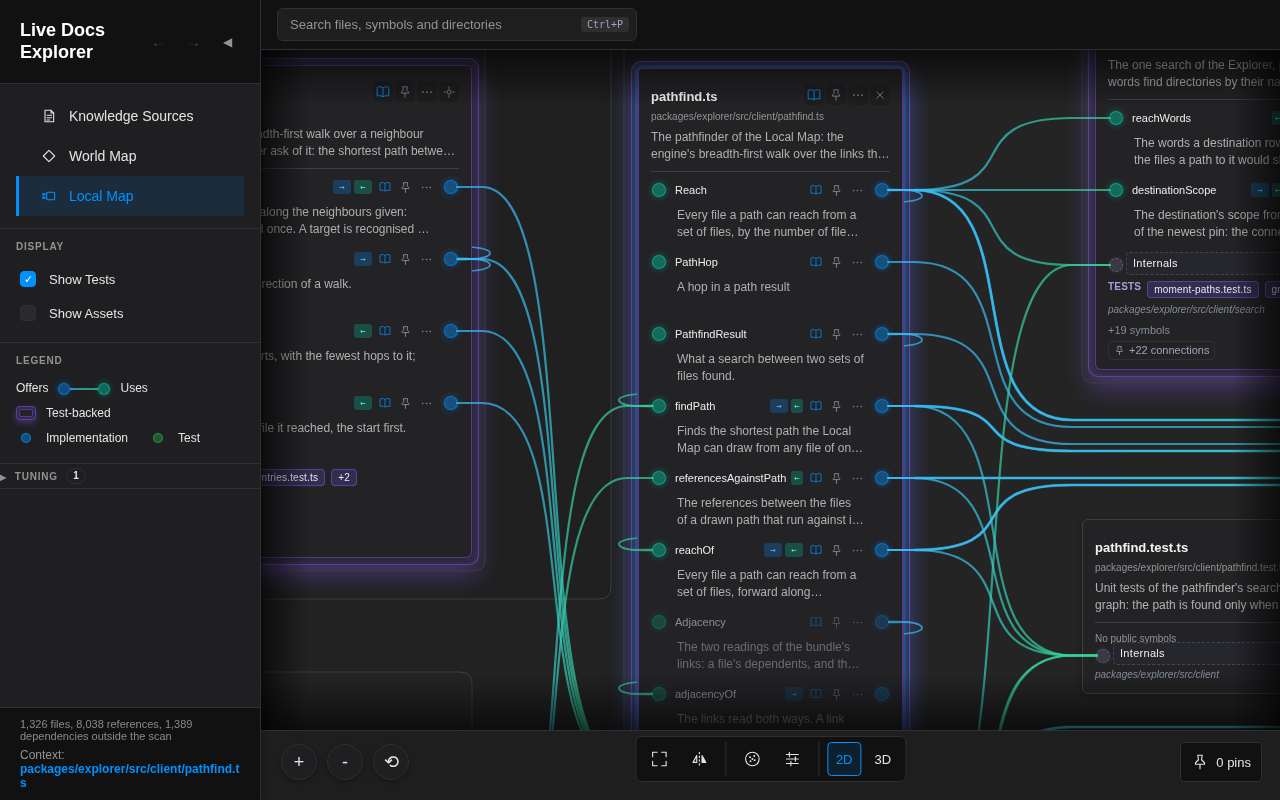 Live Docs
Explorer
Search files, symbols and directories
Ctrl+P
Knowledge Sources
World Map
Local Map
DISPLAY
Show Tests
Show Assets
LEGEND
Offers
Uses
Test-backed
Implementation
Test
TUNING 1
1,326 files, 8,038 references, 1,389
dependencies outside the scan
Context:
packages/explorer/src/client/pathfind.t
s
dth-first walk over a neighbour
er ask of it: the shortest path betwe…
along the neighbours given:
once. A target is recognised …
rection of a walk.
rts, with the fewest hops to it;
file it reached, the start first.
ntries.test.ts
+2
pathfind.ts
packages/explorer/src/client/pathfind.ts
The pathfinder of the Local Map: the
engine's breadth-first walk over the links th…
Reach
Every file a path can reach from a
set of files, by the number of file…
PathHop
A hop in a path result
PathfindResult
What a search between two sets of
files found.
findPath
Finds the shortest path the Local
Map can draw from any file of on…
referencesAgainstPath
The references between the files
of a drawn path that run against i…
reachOf
Every file a path can reach from a
set of files, forward along…
Adjacency
The two readings of the bundle's
links: a file's dependents, and th…
adjacencyOf
The links read both ways. A link
The one search of the Explorer,
words find directories by their na
reachWords
The words a destination row
the files a path to it would s
destinationScope
The destination's scope from
of the newest pin: the conne
Internals
TESTS
moment-paths.test.ts
gr
packages/explorer/src/client/search
+19 symbols
+22 connections
pathfind.test.ts
packages/explorer/src/client/pathfind.test.
Unit tests of the pathfinder's search
graph: the path is found only when
No public symbols
Internals
packages/explorer/src/client
+
-
2D
3D
0 pins